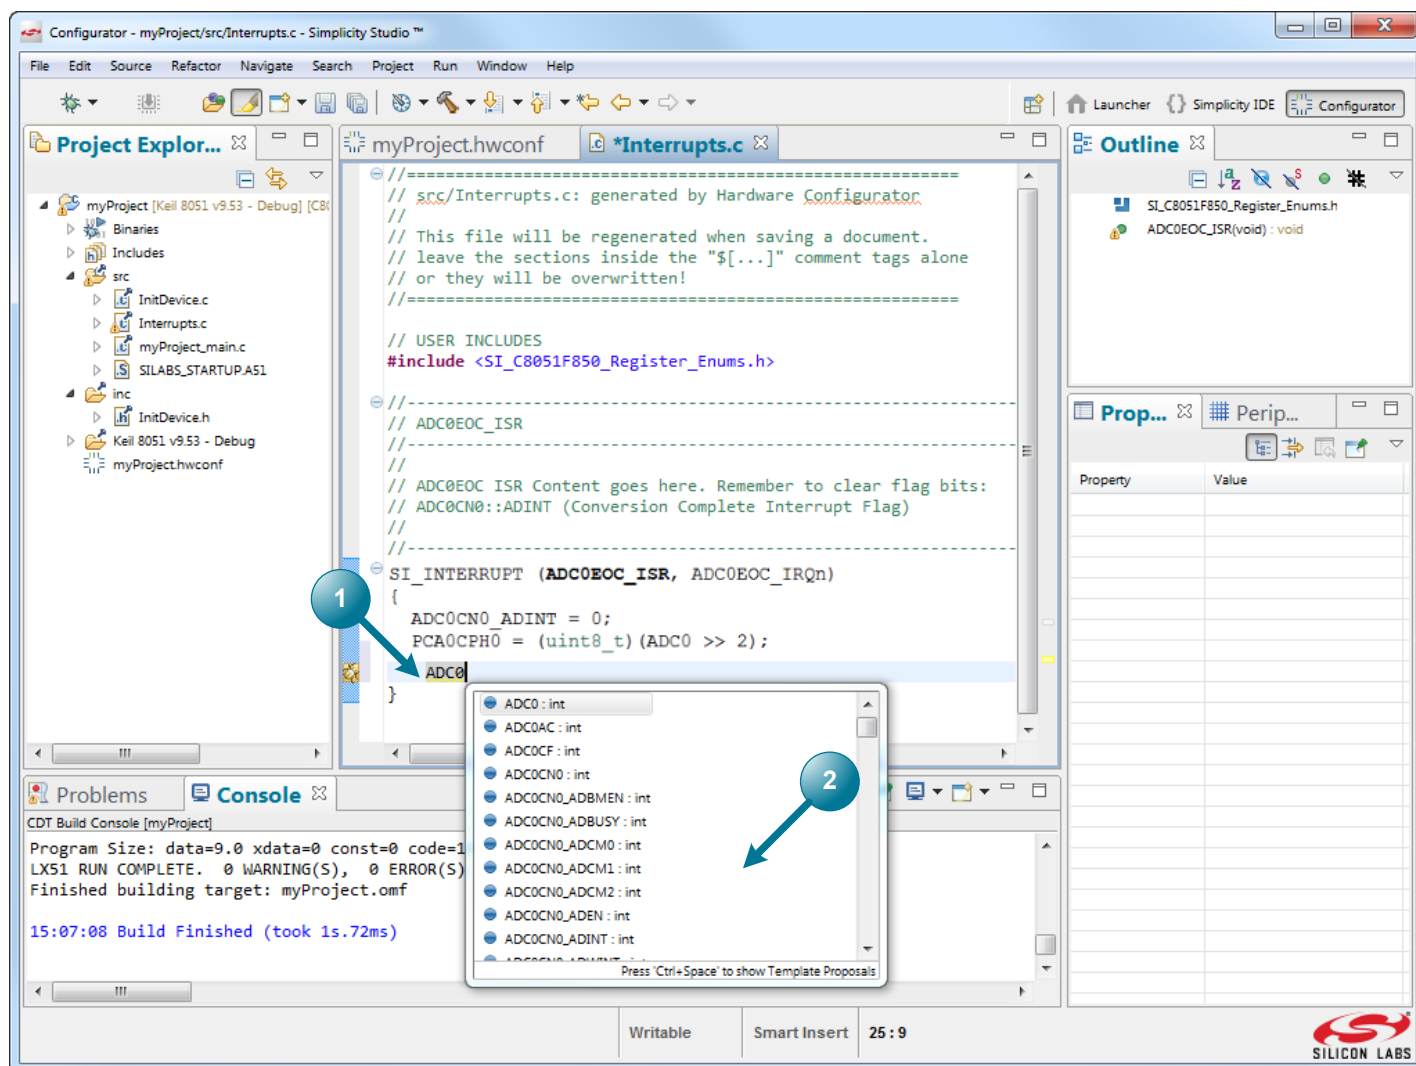 Configurator - myProject/src/Interrupts.c - Simplicity Studio ™
File Edit Source Refactor Navigate Search Project Run Window Help
Launcher Simplicity IDE Configurator
Project Explor...
myProject [Keil 8051 v9.53 - Debug] [C8
Binaries
Includes
src
InitDevice.c
Interrupts.c
myProject_main.c
SILABS_STARTUP.A51
inc
InitDevice.h
Keil 8051 v9.53 - Debug
myProject.hwconf
myProject.hwconf *Interrupts.c
//=========================================================
// src/Interrupts.c: generated by Hardware Configurator
//
// This file will be regenerated when saving a document.
// leave the sections inside the "$[...]" comment tags alone
// or they will be overwritten!
//=========================================================
// USER INCLUDES
#include <SI_C8051F850_Register_Enums.h>
//---------------------------------------------------------------
// ADC0EOC_ISR
//---------------------------------------------------------------
//
// ADC0EOC ISR Content goes here. Remember to clear flag bits:
// ADC0CN0::ADINT (Conversion Complete Interrupt Flag)
//
//---------------------------------------------------------------
SI_INTERRUPT (ADC0EOC_ISR, ADC0EOC_IRQn)
{
ADC0CN0_ADINT = 0;
PCA0CPH0 = (uint8_t)(ADC0 >> 2);
ADC0
}
1
ADC0 : int
ADC0AC : int
ADC0CF : int
ADC0CN0 : int
ADC0CN0_ADBMEN : int
ADC0CN0_ADBUSY : int
ADC0CN0_ADCM0 : int
ADC0CN0_ADCM1 : int
ADC0CN0_ADCM2 : int
ADC0CN0_ADEN : int
ADC0CN0_ADINT : int
Press 'Ctrl+Space' to show Template Proposals
2
Outline
SI_C8051F850_Register_Enums.h
ADC0EOC_ISR(void) : void
Prop... Perip...
Property Value
Problems Console
CDT Build Console [myProject]
Program Size: data=9.0 xdata=0 const=0 code=1
LX51 RUN COMPLETE. 0 WARNING(S), 0 ERROR(S)
Finished building target: myProject.omf
15:07:08 Build Finished (took 1s.72ms)
Writable Smart Insert 25 : 9
SILICON LABS